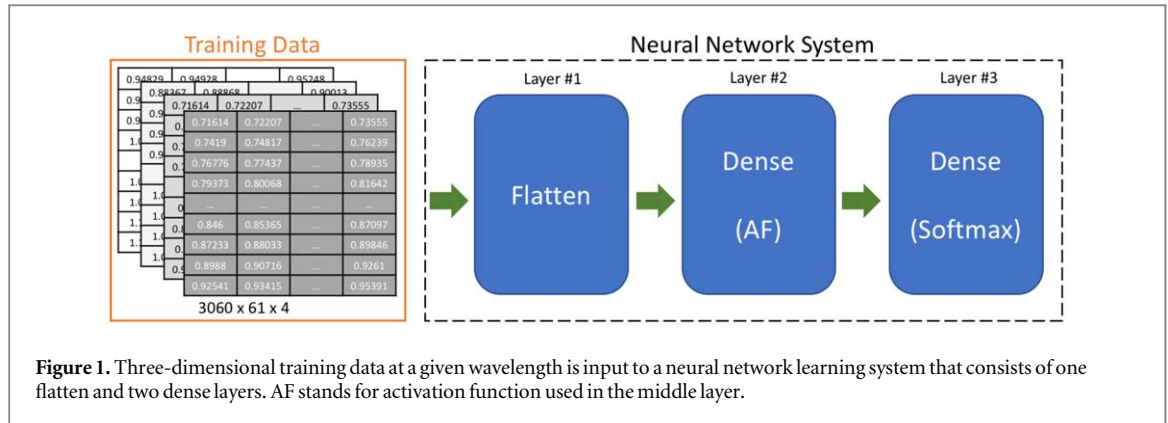 Training Data
Neural Network System
Layer #1
Layer #2
Layer #3
0.94829 0.94928 0.95248
0.88367 0.88868 0.90013
0.71614 0.72207 ... 0.73555
0.71614 0.72207 ... 0.73555
0.7419 0.74817 ... 0.76239
0.76776 0.77437 ... 0.78935
0.79373 0.80068 ... 0.81642
... ... ... ...
0.846 0.85365 ... 0.87097
0.87233 0.88033 ... 0.89846
0.8988 0.90716 ... 0.9261
0.92541 0.93415 ... 0.95391
3060 x 61 x 4
Flatten
Dense
(AF)
Dense
(Softmax)
Figure 1. Three-dimensional training data at a given wavelength is input to a neural network learning system that consists of one
flatten and two dense layers. AF stands for activation function used in the middle layer.